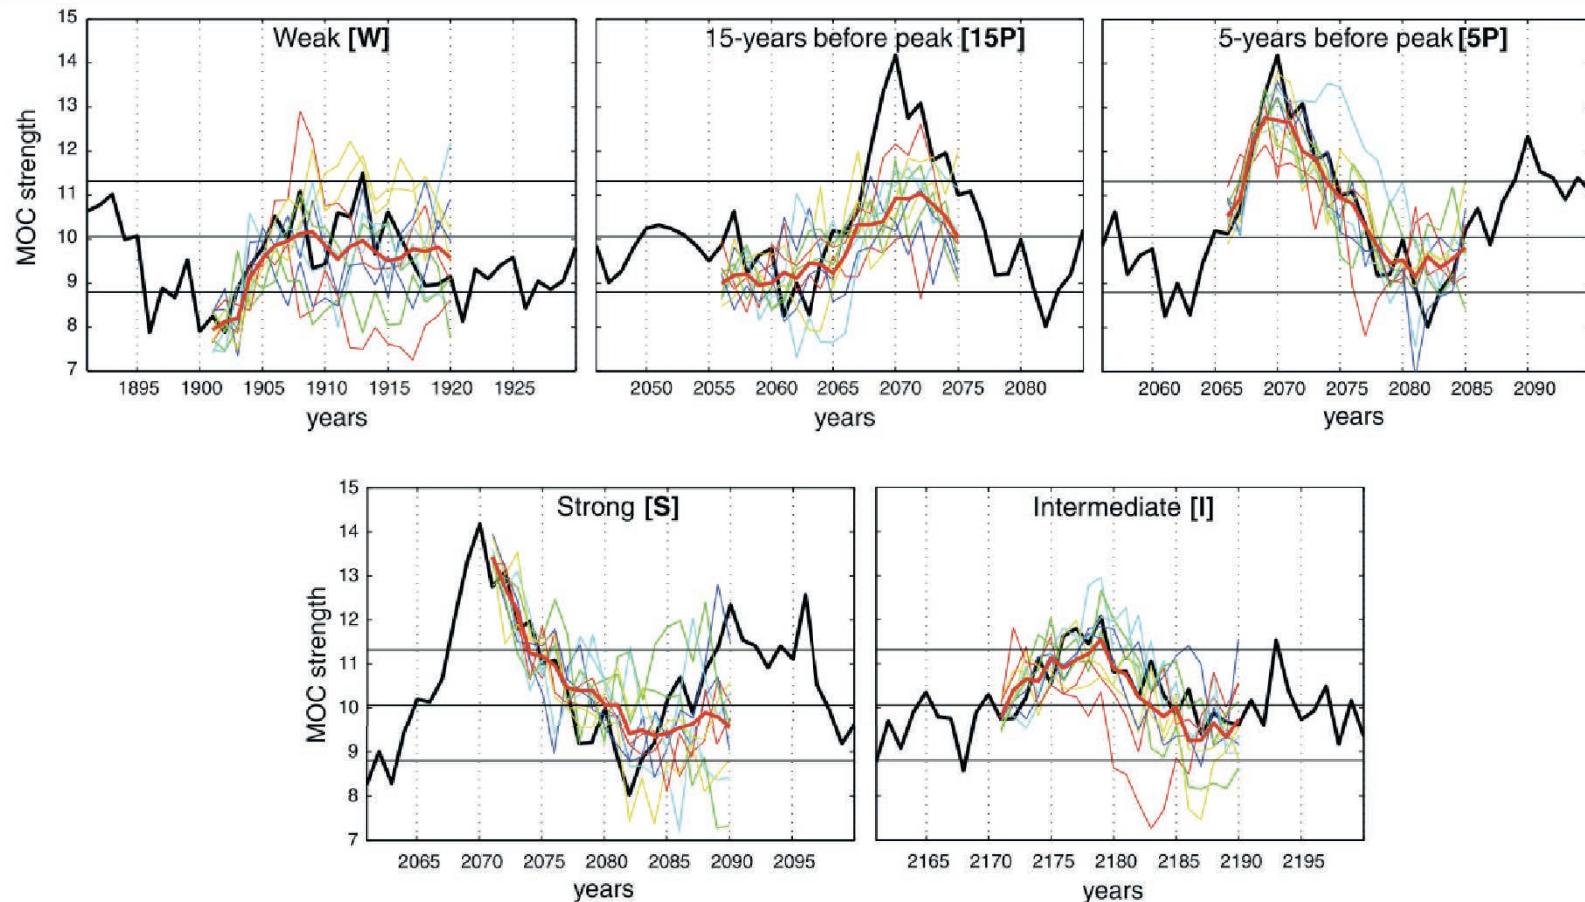 Weak [W]
15-years before peak [15P]
5-years before peak [5P]
MOC strength
15
14
13
12
11
10
9
8
7
1895 1900 1905 1910 1915 1920 1925
2050 2055 2060 2065 2070 2075 2080
2060 2065 2070 2075 2080 2085 2090
years
years
years
Strong [S]
Intermediate [I]
MOC strength
15
14
13
12
11
10
9
8
7
2065 2070 2075 2080 2085 2090 2095
2165 2170 2175 2180 2185 2190 2195
years
years